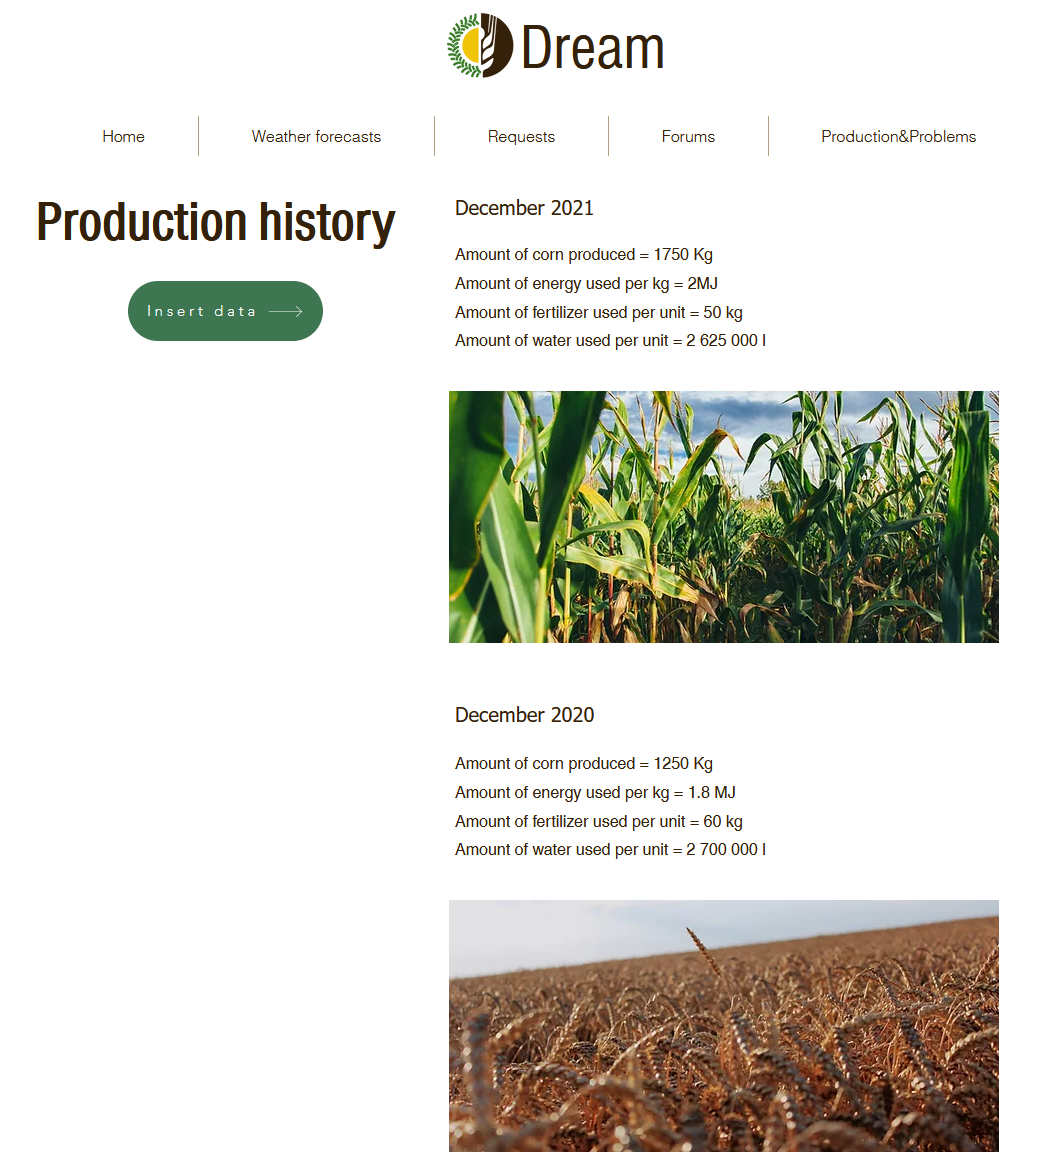 Dream
Home
Weather forecasts
Requests
Forums
Production&Problems
Production history
Insert data
December 2021
Amount of corn produced = 1750 Kg
Amount of energy used per kg = 2MJ
Amount of fertilizer used per unit = 50 kg
Amount of water used per unit = 2 625 000 l
December 2020
Amount of corn produced = 1250 Kg
Amount of energy used per kg = 1.8 MJ
Amount of fertilizer used per unit = 60 kg
Amount of water used per unit = 2 700 000 l